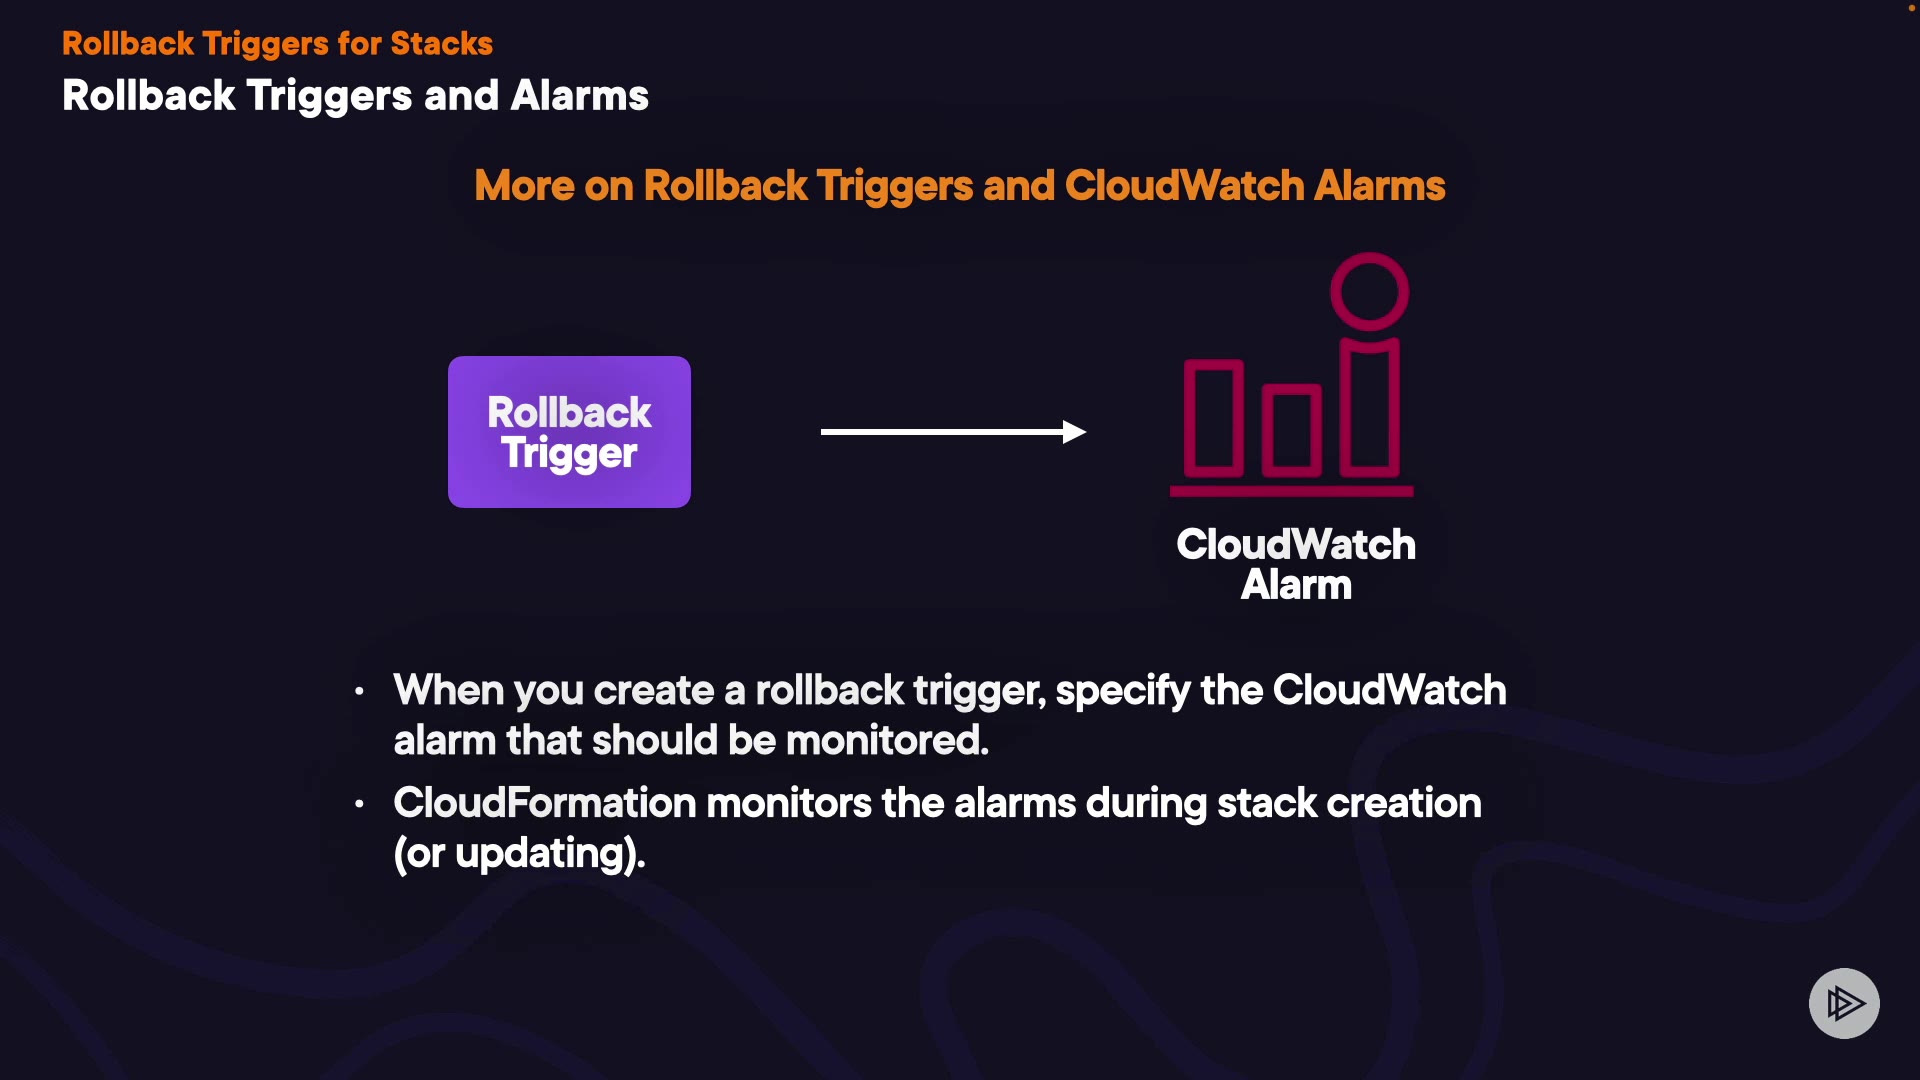 Rollback Triggers for Stacks
Rollback Triggers and Alarms
More on Rollback Triggers and CloudWatch Alarms
Rollback
Trigger
CloudWatch
Alarm
• When you create a rollback trigger, specify the CloudWatch
alarm that should be monitored.
• CloudFormation monitors the alarms during stack creation
(or updating).